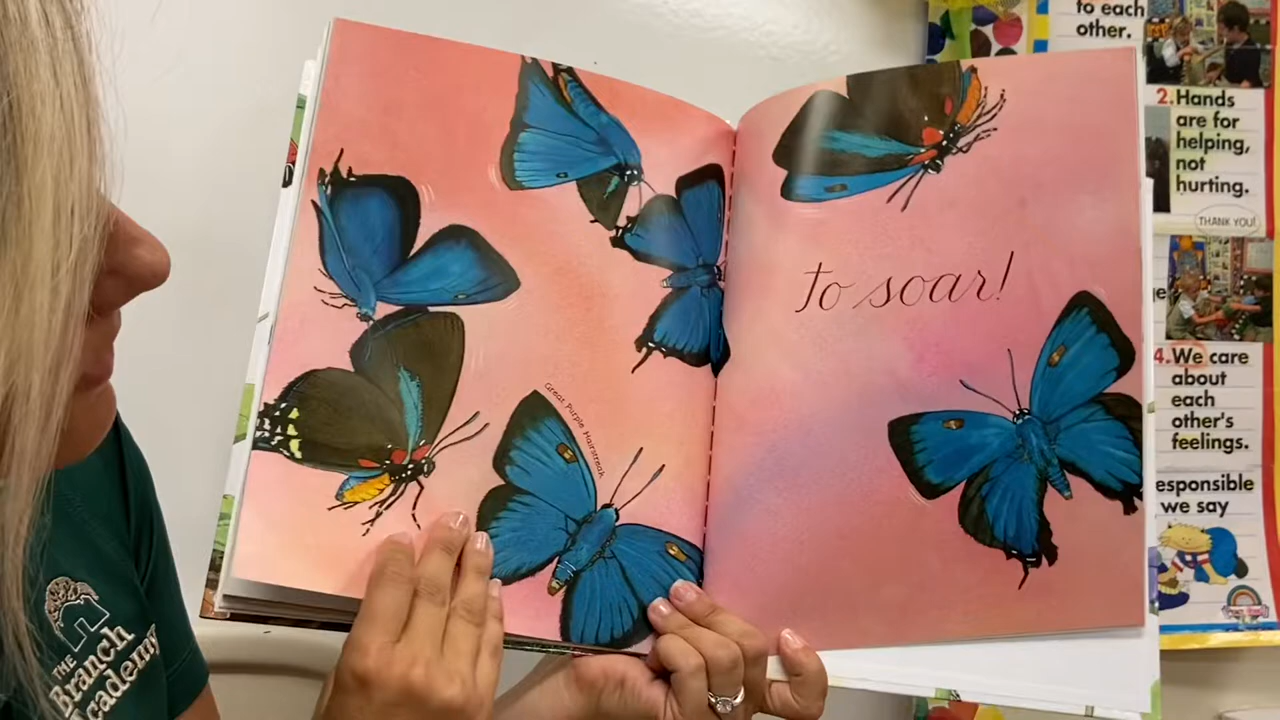 to soar!
Great Purple Hairstreak
THE
Branch
Academy
to each
other.
2. Hands
are for
helping,
not
hurting.
THANK YOU!
4. We care
about
each
other's
feelings.
esponsible
we say